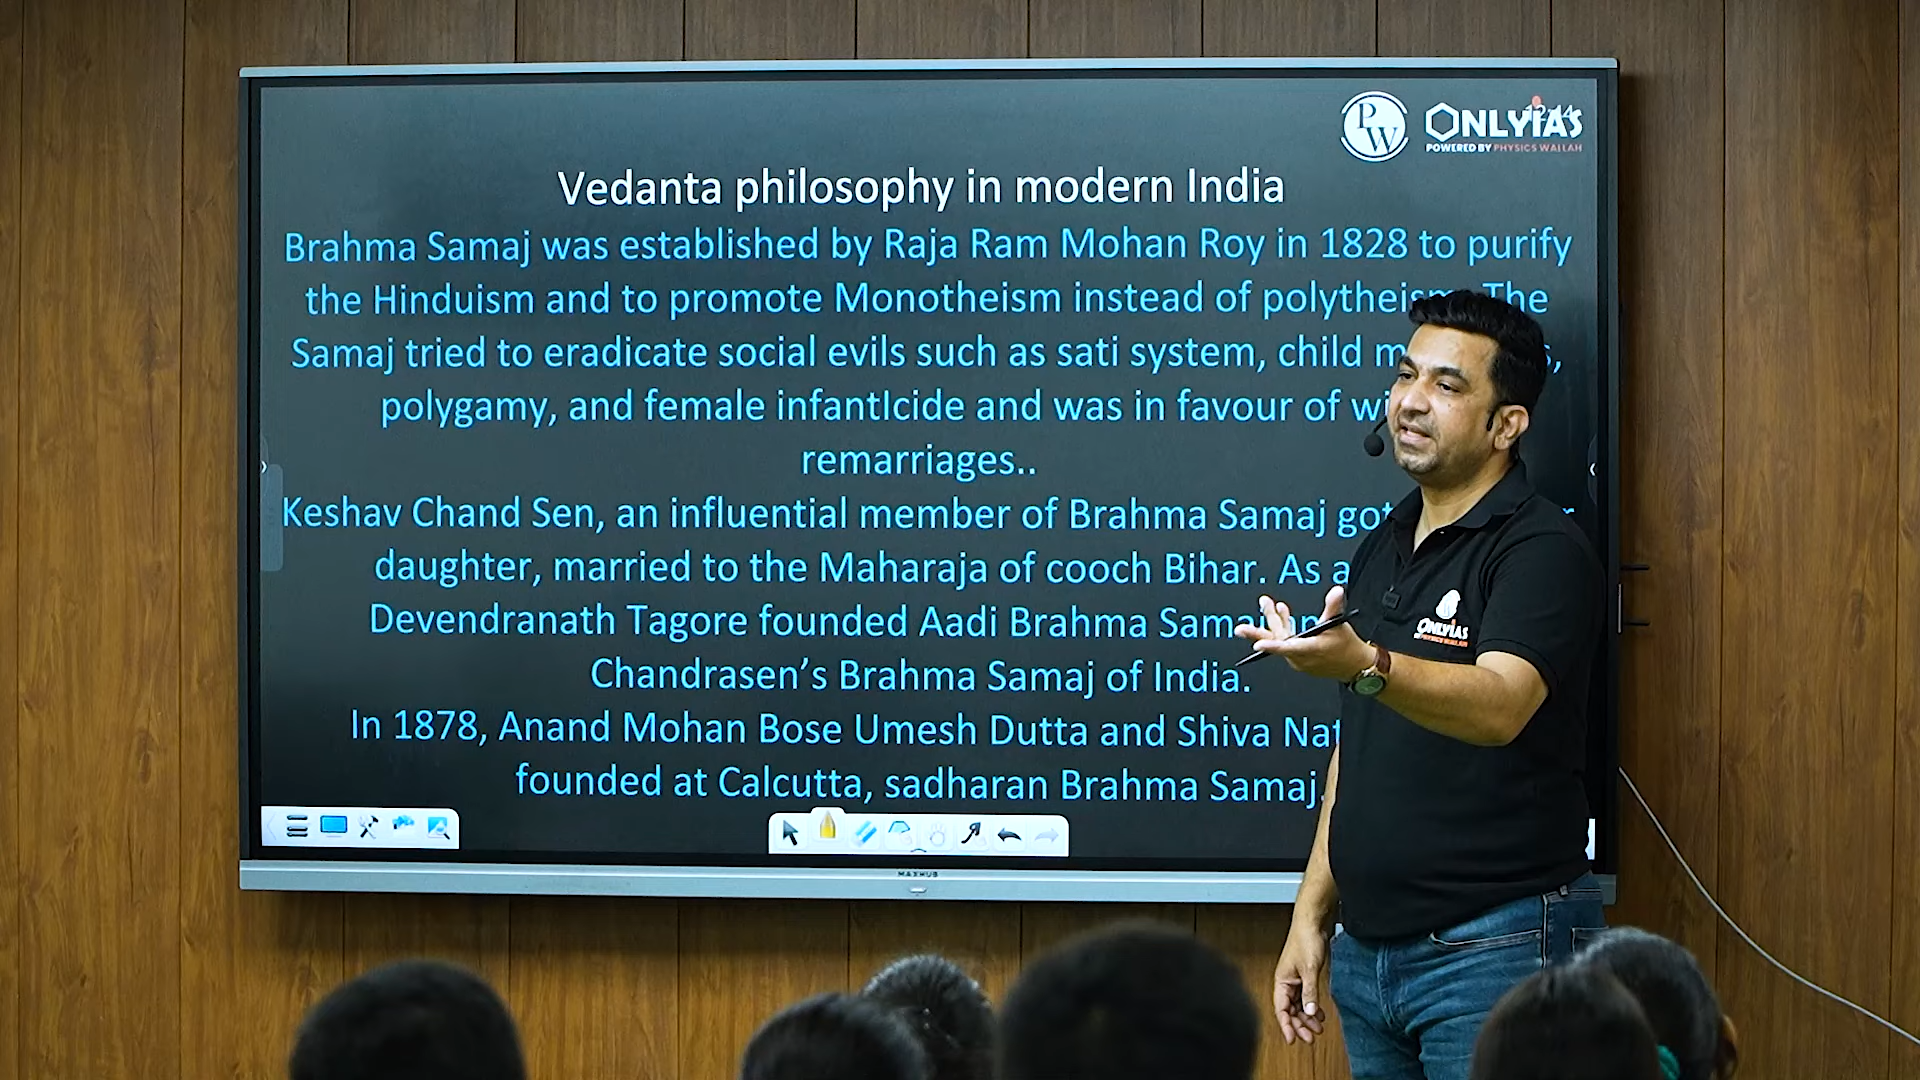 PW
ONLYIAS
POWERED BY PHYSICS WALLAH
Vedanta philosophy in modern India
Brahma Samaj was established by Raja Ram Mohan Roy in 1828 to purify
the Hinduism and to promote Monotheism instead of polytheism. The
Samaj tried to eradicate social evils such as sati system, child
polygamy, and female infantIcide and was in favour of
remarriages..
Keshav Chand Sen, an influential member of Brahma Samaj got
daughter, married to the Maharaja of cooch Bihar. As a
Devendranath Tagore founded Aadi Brahma Samaj
Chandrasen’s Brahma Samaj of India.
In 1878, Anand Mohan Bose Umesh Dutta and Shiva
founded at Calcutta, sadharan Brahma Samaj.
ONLYIAS
MAXHUB